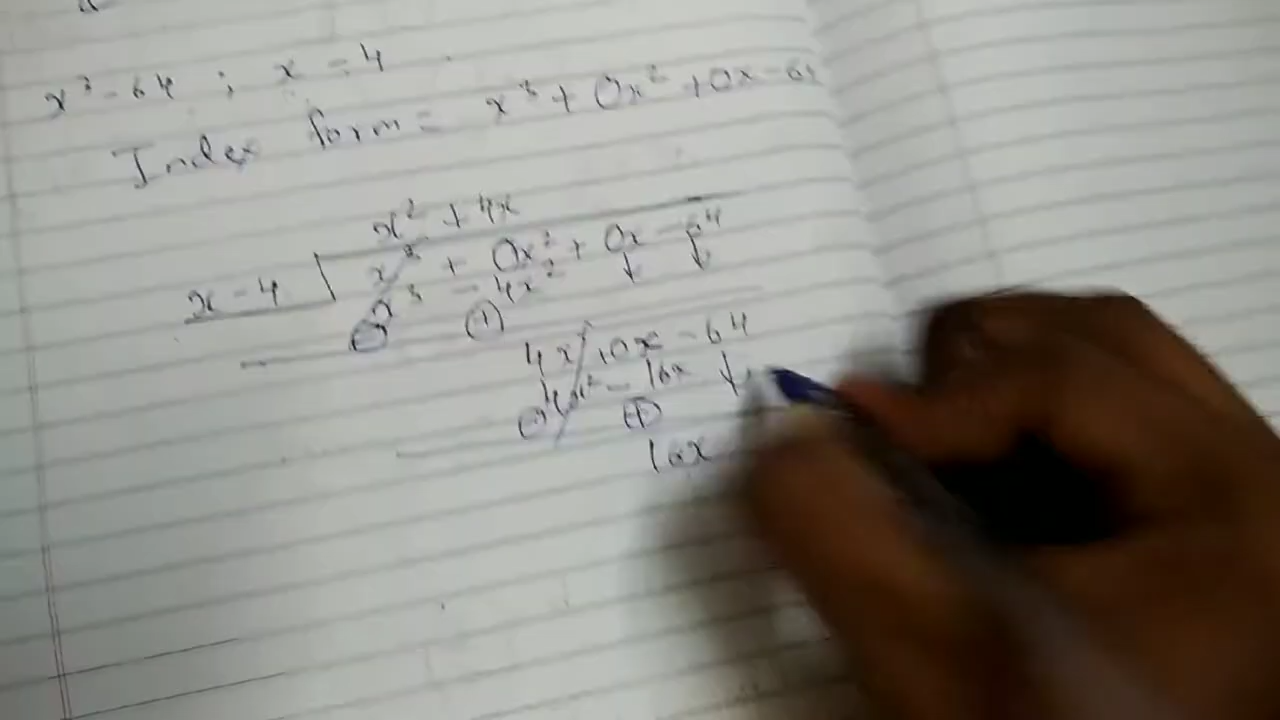 x³ - 64 ; x = 4
Index form = x³ + 0x² + 0x - 64
x² + 4x
x - 4 x³ + 0x² + 0x - 64
x³ - 4x²
(-) (+)
4x² + 0x - 64
4x² - 16x
(-) (+)
16x